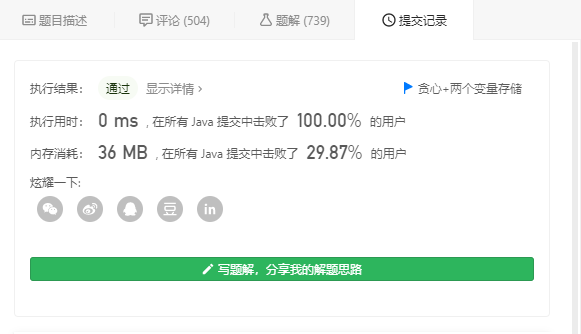 题目描述 评论 (504) 题解 (739) 提交记录
执行结果： 通过 显示详情 › 贪心+两个变量存储
执行用时： 0 ms , 在所有 Java 提交中击败了 100.00% 的用户
内存消耗： 36 MB , 在所有 Java 提交中击败了 29.87% 的用户
炫耀一下:
豆 in
写题解，分享我的解题思路